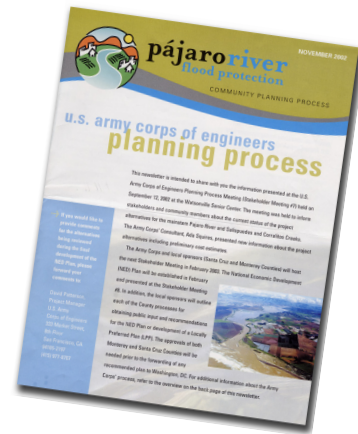 NOVEMBER 2002
pájaroriver
flood protection
COMMUNITY PLANNING PROCESS
u.s. army corps of engineers
planning process
This newsletter is intended to share with you the information presented at the U.S.
Army Corps of Engineers Planning Process Meeting (Stakeholder Meeting #7) held on
September 12, 2002 at the Watsonville Senior Center. The meeting was held to inform
stakeholders and community members about the current status of the project
alternatives for the mainstem Pajaro River and Salsipuedes and Corralitos Creeks.
The Army Corps' Consultant, Ada Squires, presented new information about the project
alternatives including preliminary cost estimates.
The Army Corps and local sponsors (Santa Cruz and Monterey Counties) will host
the next Stakeholder Meeting in February 2003. The National Economic Development
(NED) Plan will be established in February
and presented at the Stakeholder Meeting
#8. In addition, the local sponsors will outline
each of the County processes for
obtaining public input and recommendations
for the NED Plan or development of a Locally
Preferred Plan (LPP). The approvals of both
Monterey and Santa Cruz Counties will be
needed prior to the forwarding of any
recommended plan to Washington, DC. For additional information about the Army
Corps' process, refer to the overview on the back page of this newsletter.
If you would like to
provide comments
for the alternatives
being reviewed
during the final
development of the
NED Plan, please
forward your
comments to:
Project Manager
U.S. Army
Corps of Engineers
333 Market Street
8th Floor
San Francisco, CA